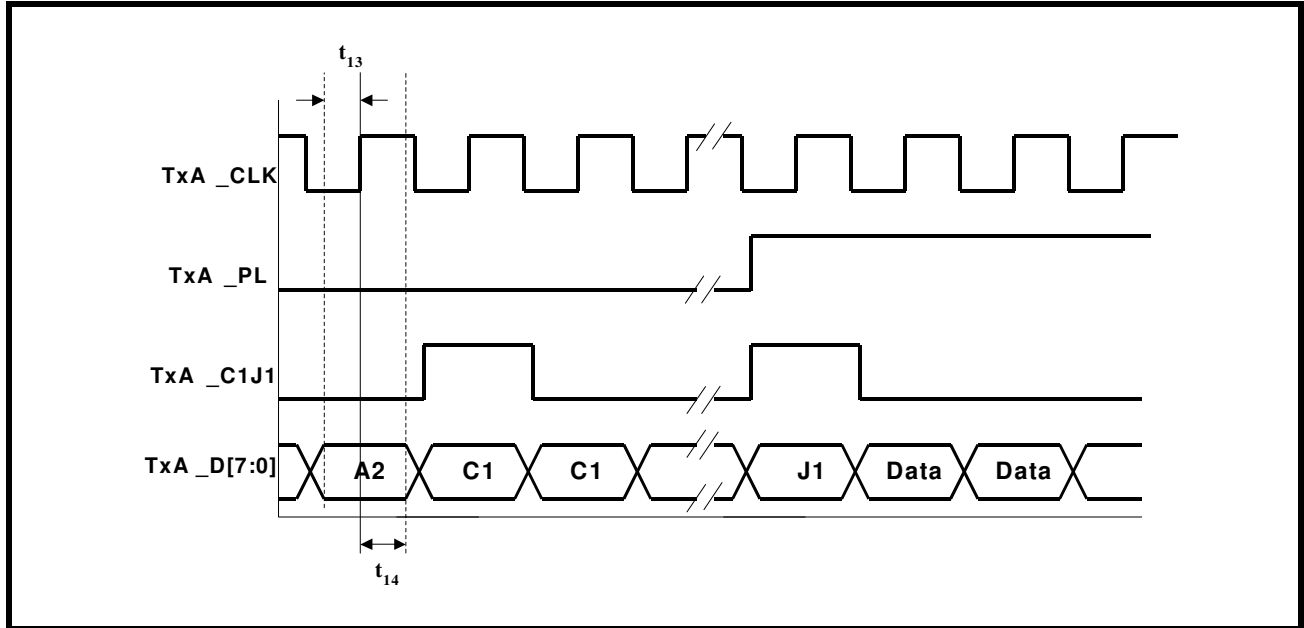 t13
TxA _CLK
TxA _PL
TxA _C1J1
TxA _D[7:0]
A2 C1 C1 J1 Data Data
t14